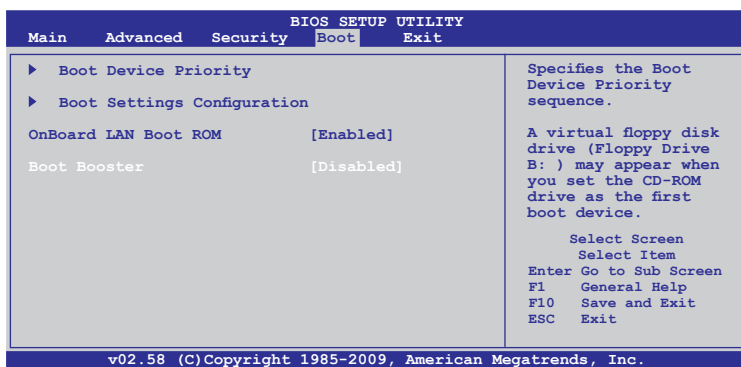 BIOS SETUP UTILITY
Main Advanced Security Boot Exit
Boot Device Priority
Boot Settings Configuration
OnBoard LAN Boot ROM [Enabled]
Boot Booster [Disabled]
Specifies the Boot
Device Priority
sequence.
A virtual floppy disk
drive (Floppy Drive
B: ) may appear when
you set the CD-ROM
drive as the first
boot device.
Select Screen
Select Item
Enter Go to Sub Screen
F1 General Help
F10 Save and Exit
ESC Exit
v02.58 (C)Copyright 1985-2009, American Megatrends, Inc.